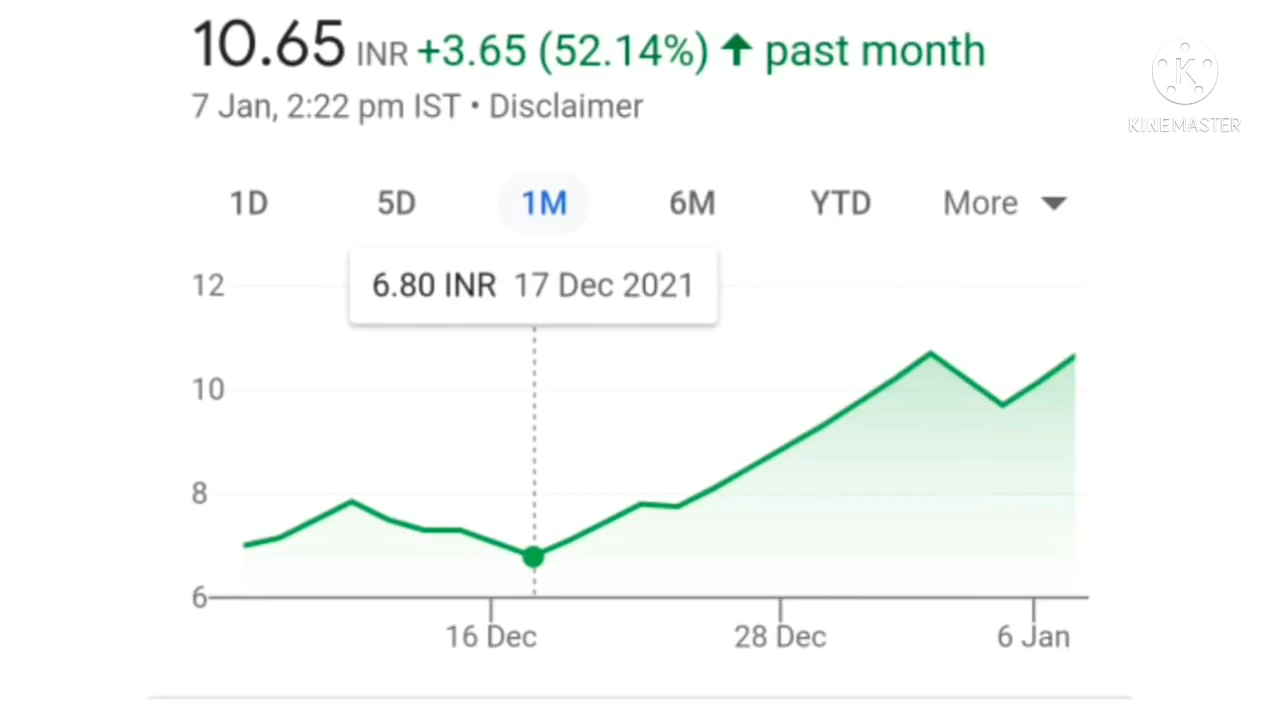 10.65 INR +3.65 (52.14%) ↑ past month
7 Jan, 2:22 pm IST • Disclaimer
K
KINEMASTER
1D 5D 1M 6M YTD More
6.80 INR 17 Dec 2021
12
10
8
6
16 Dec 28 Dec 6 Jan